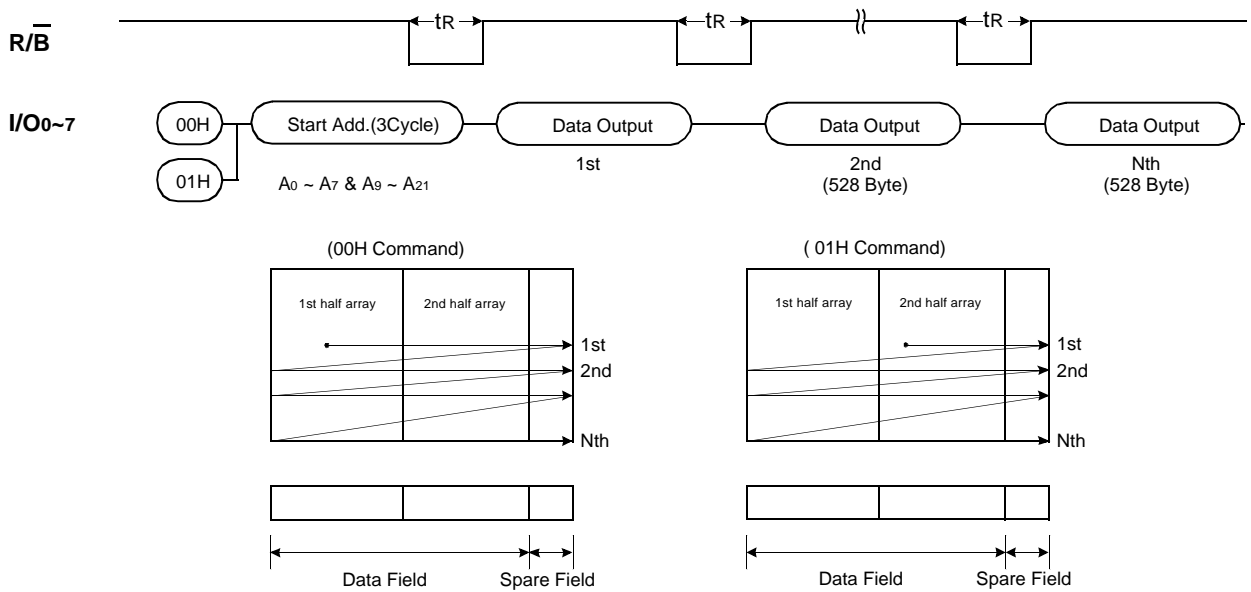 tR tR tR
R/B
I/O0~7 00H Start Add.(3Cycle) Data Output Data Output Data Output
01H
1st 2nd Nth
A0 ~ A7 & A9 ~ A21 (528 Byte) (528 Byte)
(00H Command) ( 01H Command)
1st half array 2nd half array 1st half array 2nd half array
1st 1st
2nd 2nd
Nth Nth
Data Field Spare Field Data Field Spare Field